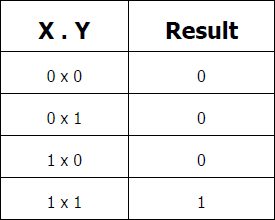 X . Y Result
0 x 0 0
0 x 1 0
1 x 0 0
1 x 1 1